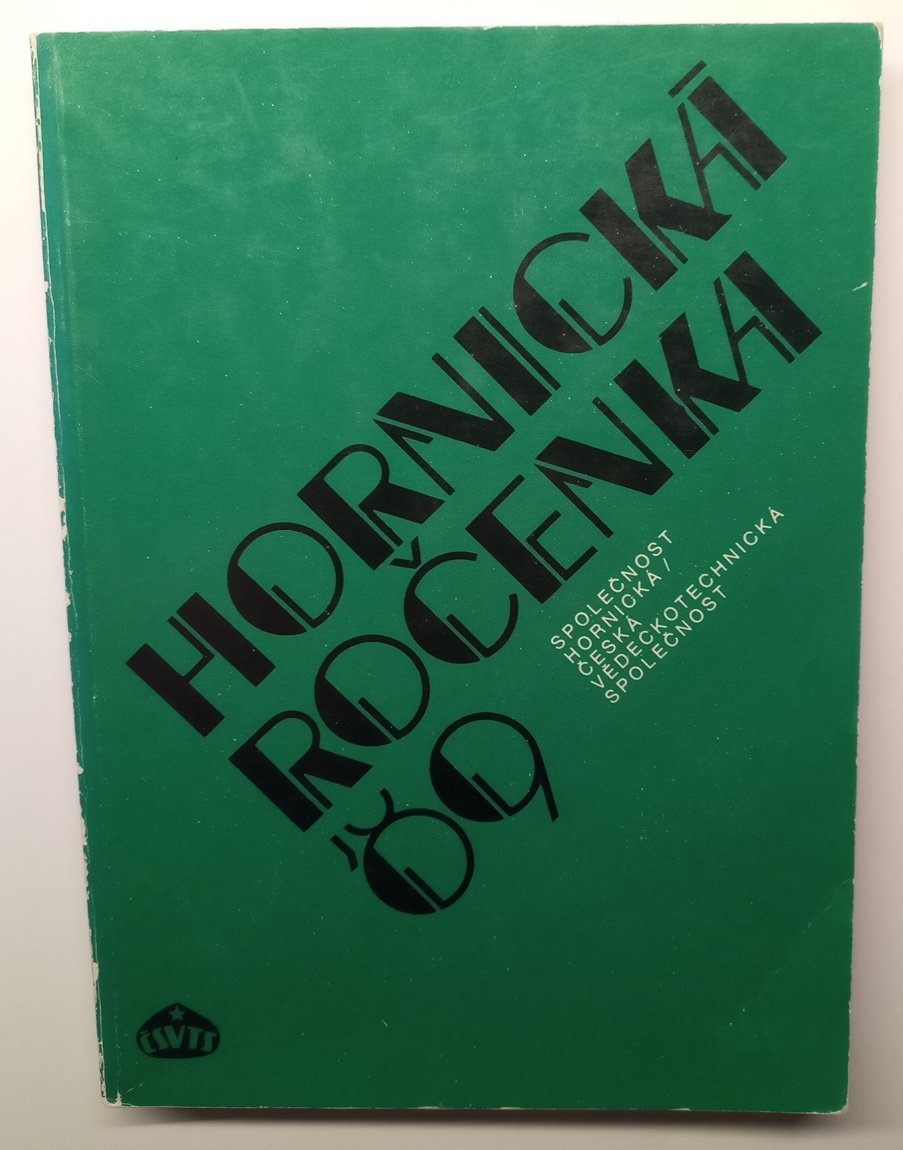 HORNICKÁ
ROČENKA
'89
SPOLEČNOST
HORNICKÁ /
ČESKÁ
VĚDECKOTECHNICKÁ
SPOLEČNOST
ČSVTS